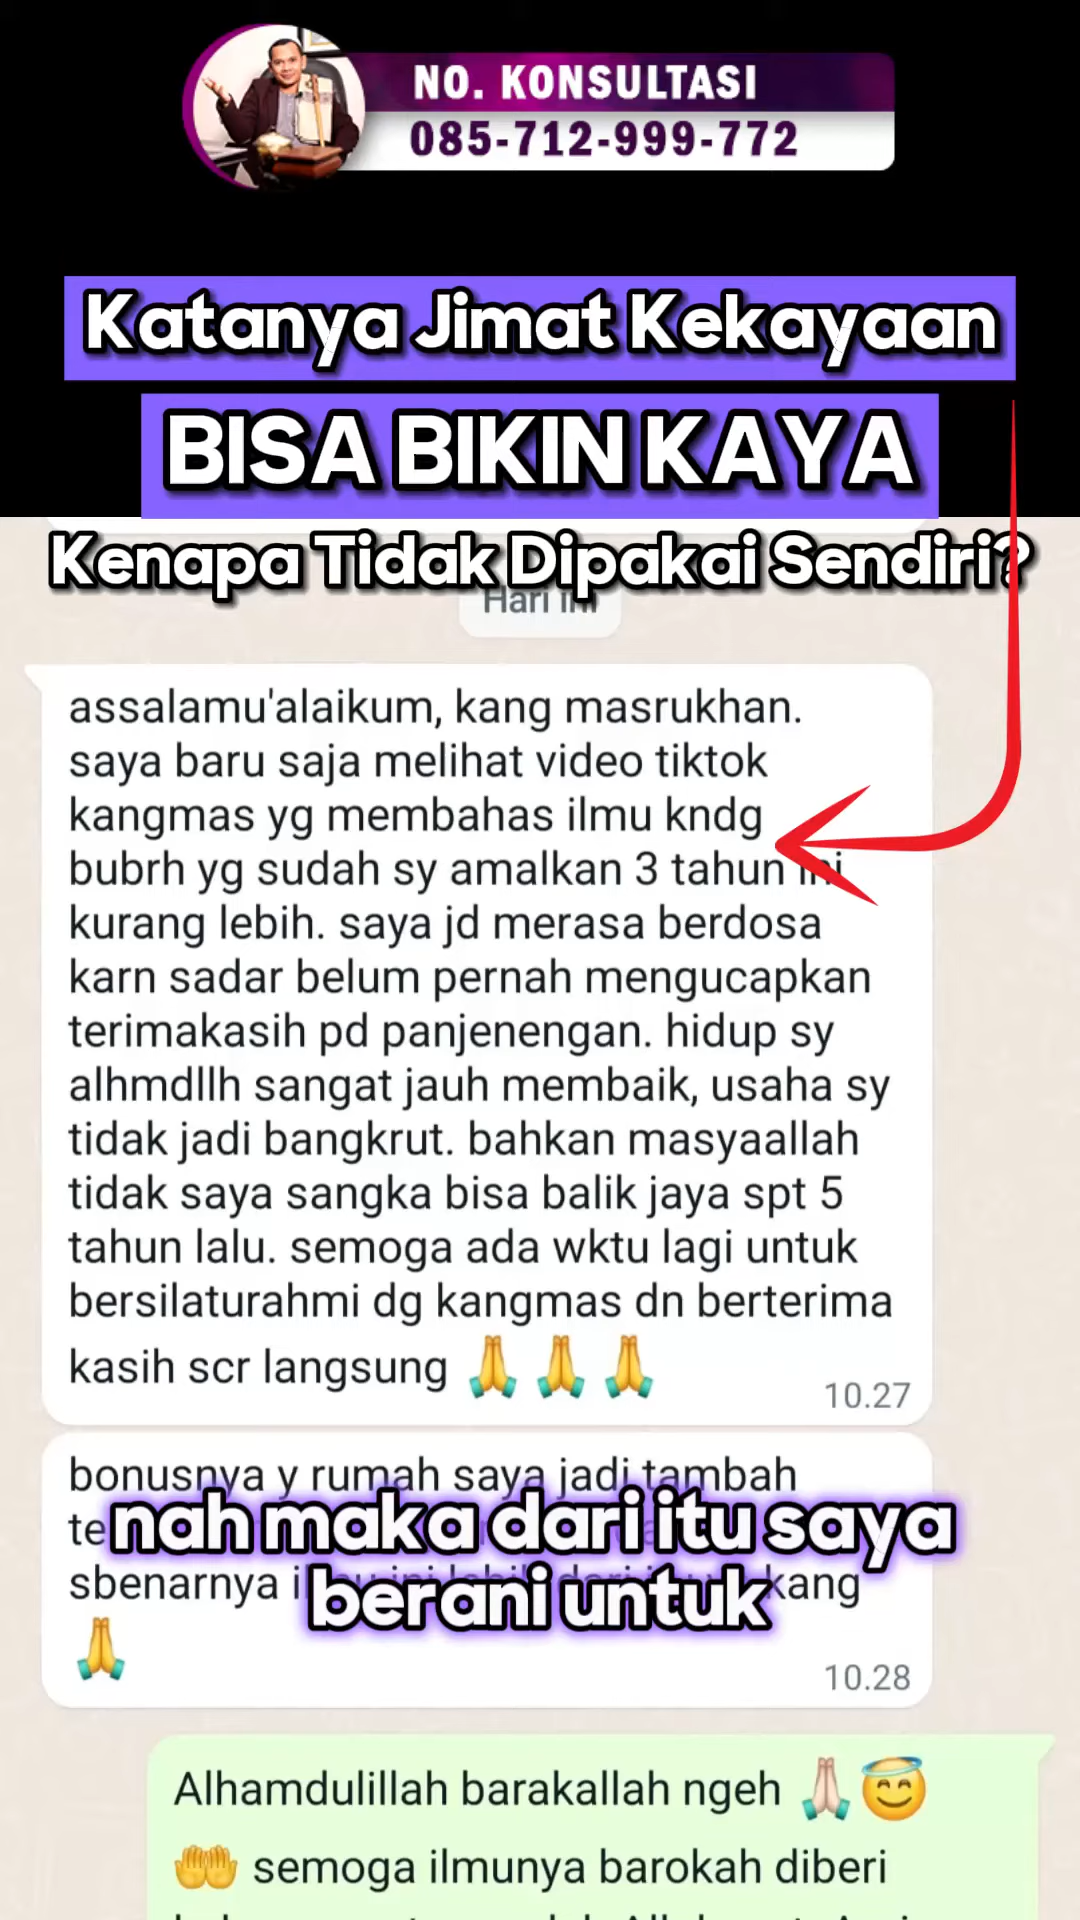 NO. KONSULTASI
085-712-999-772
Katanya Jimat Kekayaan
BISA BIKIN KAYA
Kenapa Tidak Dipakai Sendiri?
Hari ini
assalamu'alaikum, kang masrukhan.
saya baru saja melihat video tiktok
kangmas yg membahas ilmu kndg
bubrh yg sudah sy amalkan 3 tahun ini
kurang lebih. saya jd merasa berdosa
karn sadar belum pernah mengucapkan
terimakasih pd panjenengan. hidup sy
alhmdllh sangat jauh membaik, usaha sy
tidak jadi bangkrut. bahkan masyaallah
tidak saya sangka bisa balik jaya spt 5
tahun lalu. semoga ada wktu lagi untuk
bersilaturahmi dg kangmas dn berterima
kasih scr langsung 🙏 🙏 🙏
10.27
bonusnya y rumah saya jadi tambah
nah maka dari itu saya
sbenarnya kang
berani untuk
🙏
10.28
Alhamdulillah barakallah ngeh 🙏🏻😇
🤲 semoga ilmunya barokah diberi